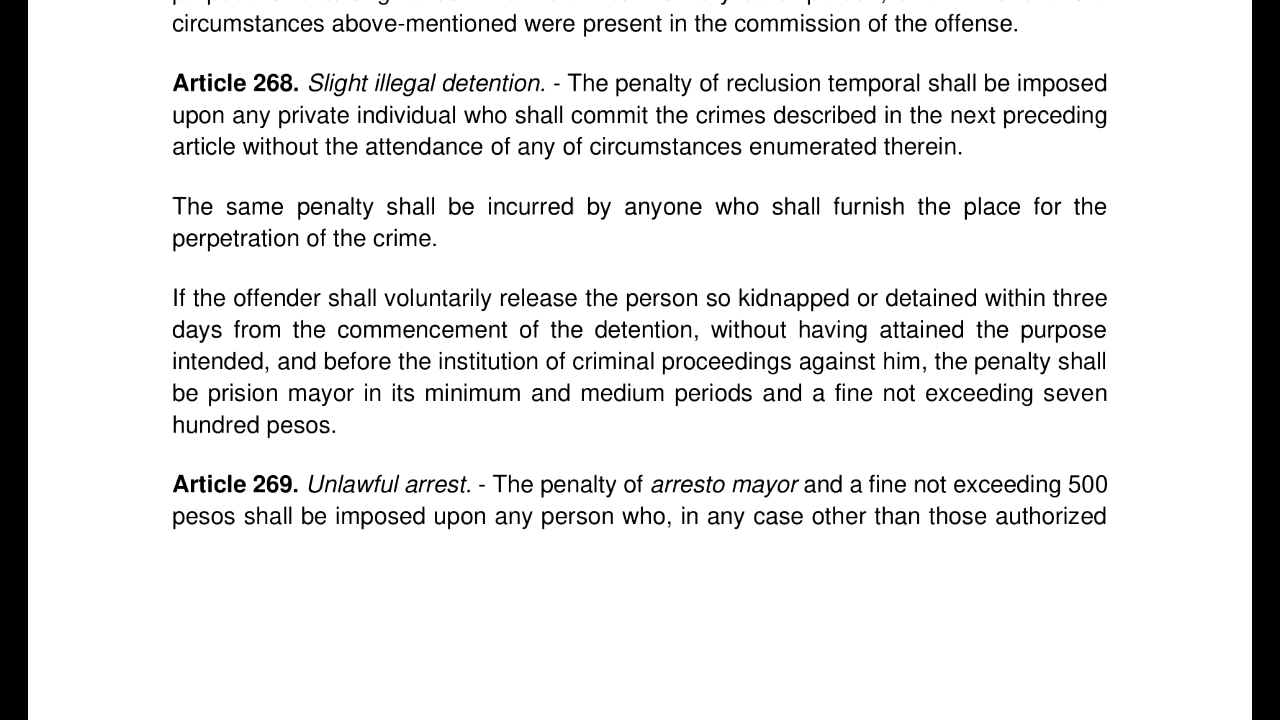 circumstances above-mentioned were present in the commission of the offense.
Article 268. Slight illegal detention. - The penalty of reclusion temporal shall be imposed
upon any private individual who shall commit the crimes described in the next preceding
article without the attendance of any of circumstances enumerated therein.
The same penalty shall be incurred by anyone who shall furnish the place for the
perpetration of the crime.
If the offender shall voluntarily release the person so kidnapped or detained within three
days from the commencement of the detention, without having attained the purpose
intended, and before the institution of criminal proceedings against him, the penalty shall
be prision mayor in its minimum and medium periods and a fine not exceeding seven
hundred pesos.
Article 269. Unlawful arrest. - The penalty of arresto mayor and a fine not exceeding 500
pesos shall be imposed upon any person who, in any case other than those authorized